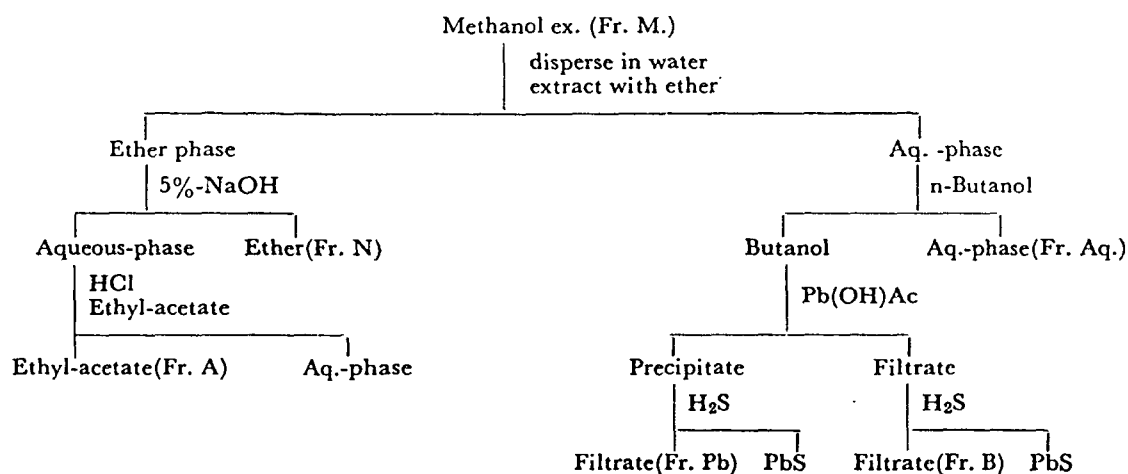 Methanol ex. (Fr. M.)
disperse in water
extract with ether
Ether phase
Aq. -phase
5%-NaOH
n-Butanol
Aqueous-phase
Ether(Fr. N)
Butanol
Aq.-phase(Fr. Aq.)
HCl
Ethyl-acetate
Pb(OH)Ac
Ethyl-acetate(Fr. A)
Aq.-phase
Precipitate
Filtrate
H₂S
H₂S
Filtrate(Fr. Pb)
PbS
Filtrate(Fr. B)
PbS